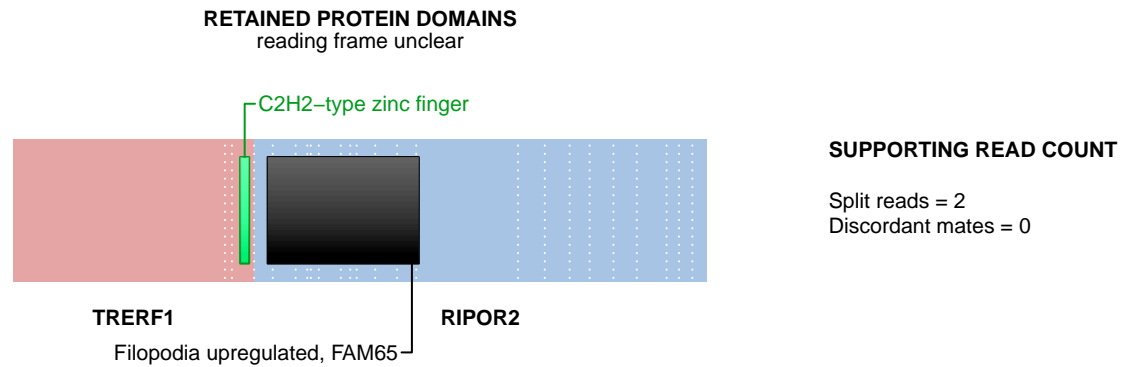 RETAINED PROTEIN DOMAINS
reading frame unclear
C2H2−type zinc finger
SUPPORTING READ COUNT
Split reads = 2
Discordant mates = 0
TRERF1
RIPOR2
Filopodia upregulated, FAM65